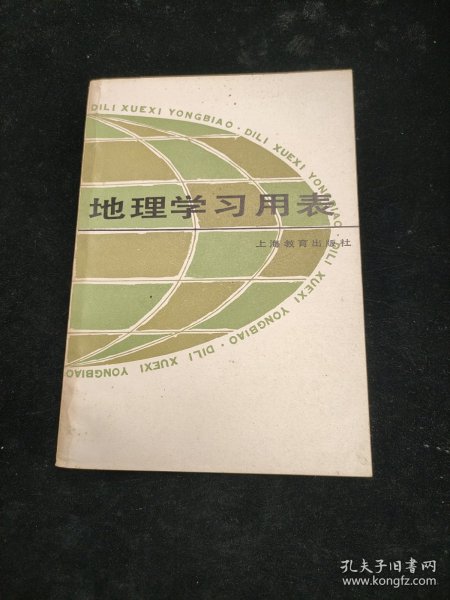 DILI XUEXI YONGBIAO · DILI XUEXI YONGBIAO · DILI XUEXI YONGBIAO · DILI XUEXI YONGBIAO
地理学习用表
上海教育出版社
孔夫子旧书网
www.kongfz.com